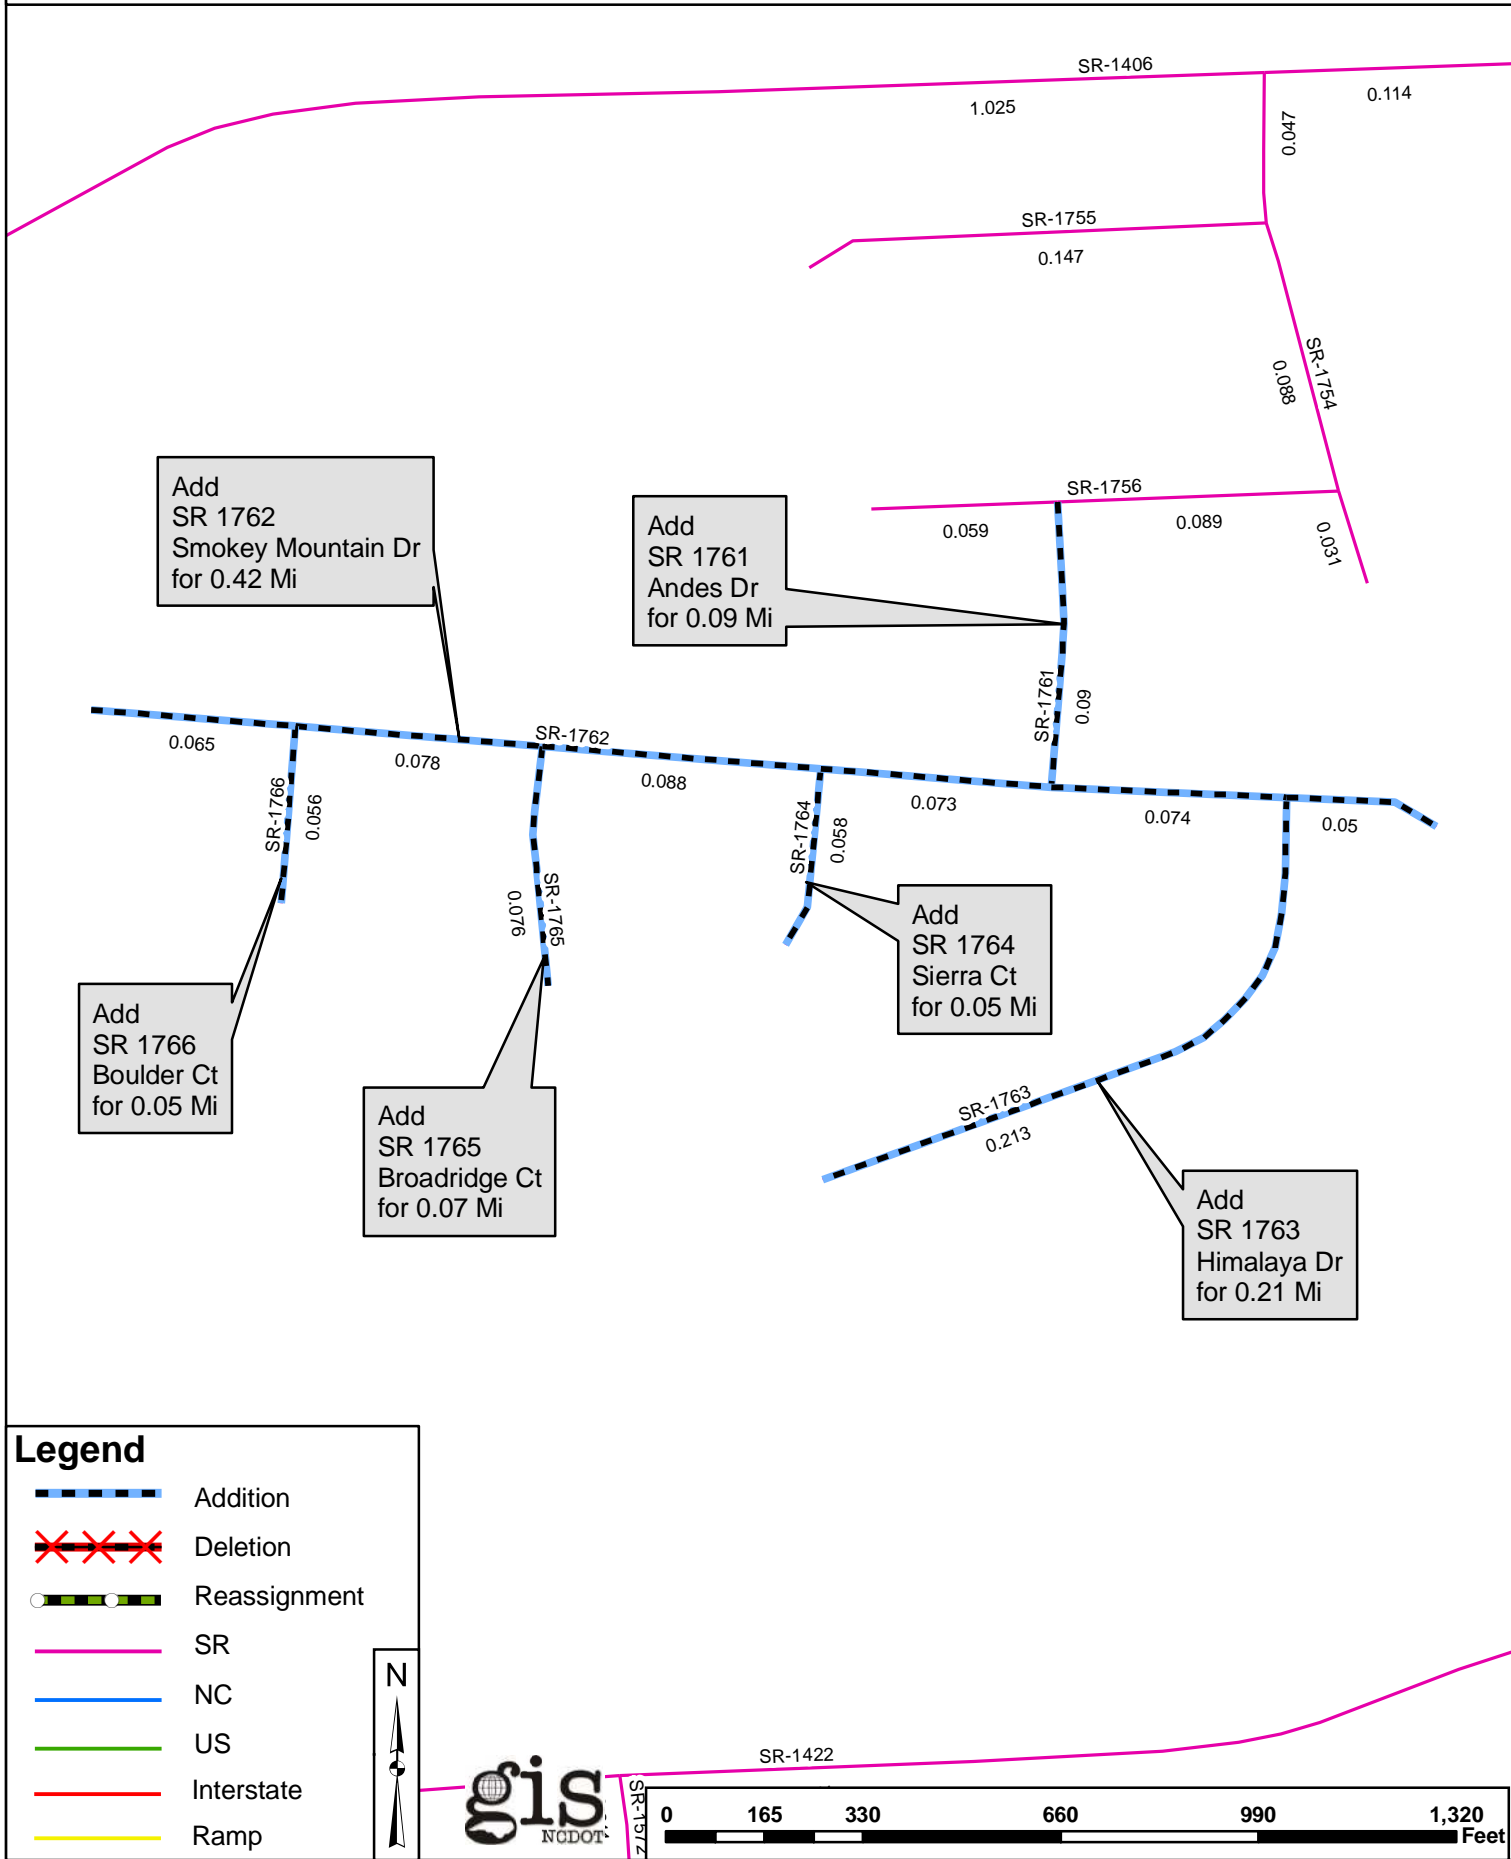 SR-1406
1.025
0.114
0.047
SR-1755
0.147
SR-1754
0.088
SR-1756
0.059
0.089
0.031
Add
SR 1762
Smokey Mountain Dr
for 0.42 Mi
Add
SR 1761
Andes Dr
for 0.09 Mi
SR-1761
0.09
0.065
0.078
SR-1762
0.088
0.073
0.074
0.05
SR-1766
0.056
SR-1765
0.076
SR-1764
0.058
Add
SR 1764
Sierra Ct
for 0.05 Mi
Add
SR 1766
Boulder Ct
for 0.05 Mi
Add
SR 1765
Broadridge Ct
for 0.07 Mi
SR-1763
0.213
Add
SR 1763
Himalaya Dr
for 0.21 Mi
Legend
Addition
Deletion
Reassignment
SR
NC
US
Interstate
Ramp
N
SR-1422
gis
NCDOT
SR-1572
0 165 330 660 990 1,320
Feet